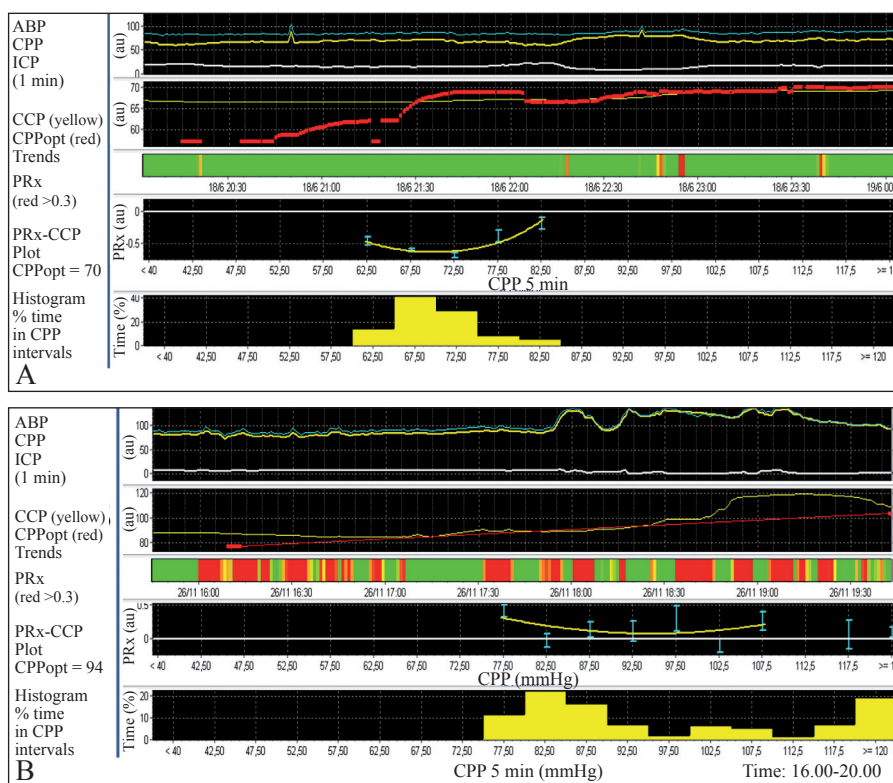 ABP
CPP
ICP
(1 min)
(au)
100
50
0
CCP (yellow)
CPPopt (red)
Trends
(au)
70
65
60
PRx
(red >0.3)
18/6 20:30 18/6 21:00 18/6 21:30 18/6 22:00 18/6 22:30 18/6 23:00 18/6 23:30 19/6 00
PRx-CCP
Plot
CPPopt = 70
PRx (au)
0
-0.5
< 40 42,50 47,50 52,50 57,50 62,50 67,50 72,50 77,50 82,50 87,50 92,50 97,50 102,5 107,5 112,5 117,5 >= 1
CPP 5 min
Histogram
% time
in CPP
intervals
Time (%)
40
20
0
< 40 42,50 47,50 52,50 57,50 62,50 67,50 72,50 77,50 82,50 87,50 92,50 97,50 102,5 107,5 112,5 117,5 >= 120
A
ABP
CPP
ICP
(1 min)
(au)
100
50
0
CCP (yellow)
CPPopt (red)
Trends
(au)
120
100
80
PRx
(red >0.3)
26/11 16:00 26/11 16:30 26/11 17:00 26/11 17:30 26/11 18:00 26/11 18:30 26/11 19:00 26/11 19:30
PRx-CCP
Plot
CPPopt = 94
PRx (au)
0.5
0
< 40 42,50 47,50 52,50 57,50 62,50 67,50 72,50 77,50 82,50 87,50 92,50 97,50 102,5 107,5 112,5 117,5 >= 1
CPP (mmHg)
Histogram
% time
in CPP
intervals
Time (%)
20
10
0
< 40 42,50 47,50 52,50 57,50 62,50 67,50 72,50 77,50 82,50 87,50 92,50 97,50 102,5 107,5 112,5 117,5 >= 120
B
CPP 5 min (mmHg)
Time: 16.00-20.00